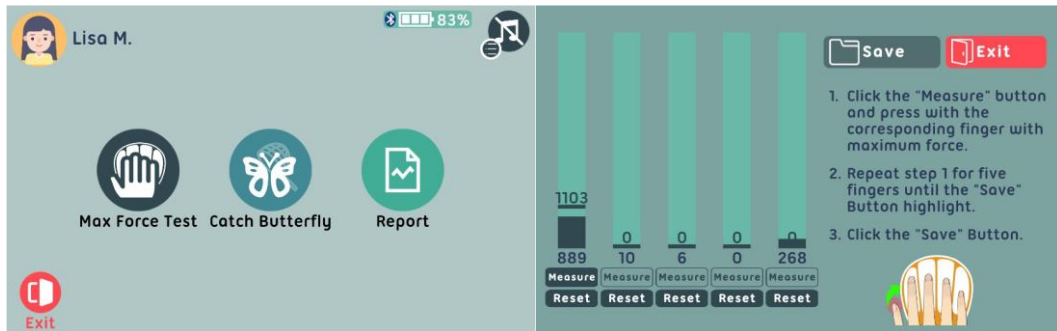 Lisa M.
83%
Max Force Test
Catch Butterfly
Report
Exit
Save
Exit
1. Click the "Measure" button
and press with the
corresponding finger with
maximum force.
2. Repeat step 1 for five
fingers until the "Save"
Button highlight.
3. Click the "Save" Button.
1103
0 0 0 0
889 10 6 0 268
Measure Measure Measure Measure Measure
Reset Reset Reset Reset Reset